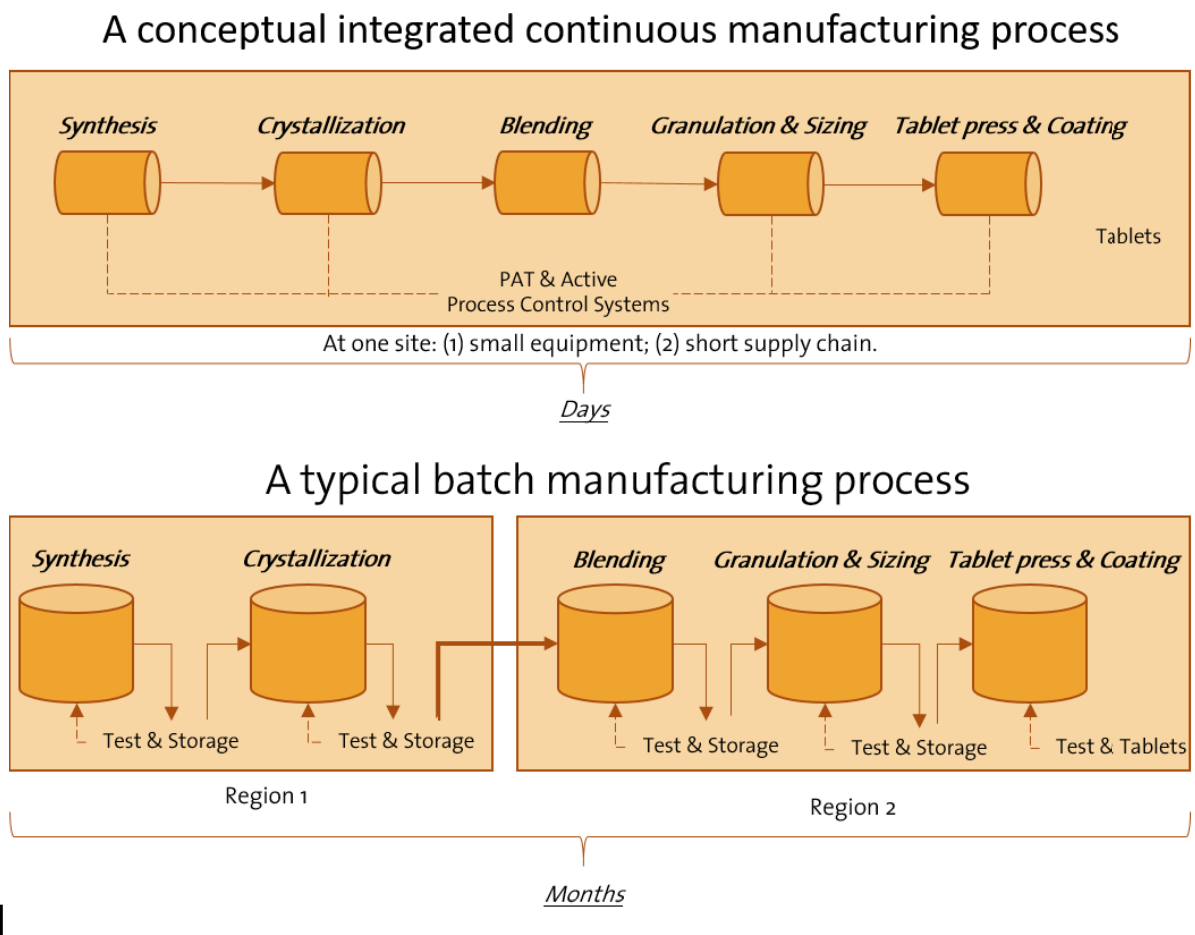 A conceptual integrated continuous manufacturing process
Synthesis
Crystallization
Blending
Granulation & Sizing
Tablet press & Coating
Tablets
PAT & Active
Process Control Systems
At one site: (1) small equipment; (2) short supply chain.
Days
A typical batch manufacturing process
Synthesis
Crystallization
Blending
Granulation & Sizing
Tablet press & Coating
Test & Storage
Test & Storage
Test & Storage
Test & Storage
Test & Tablets
Region 1
Region 2
Months